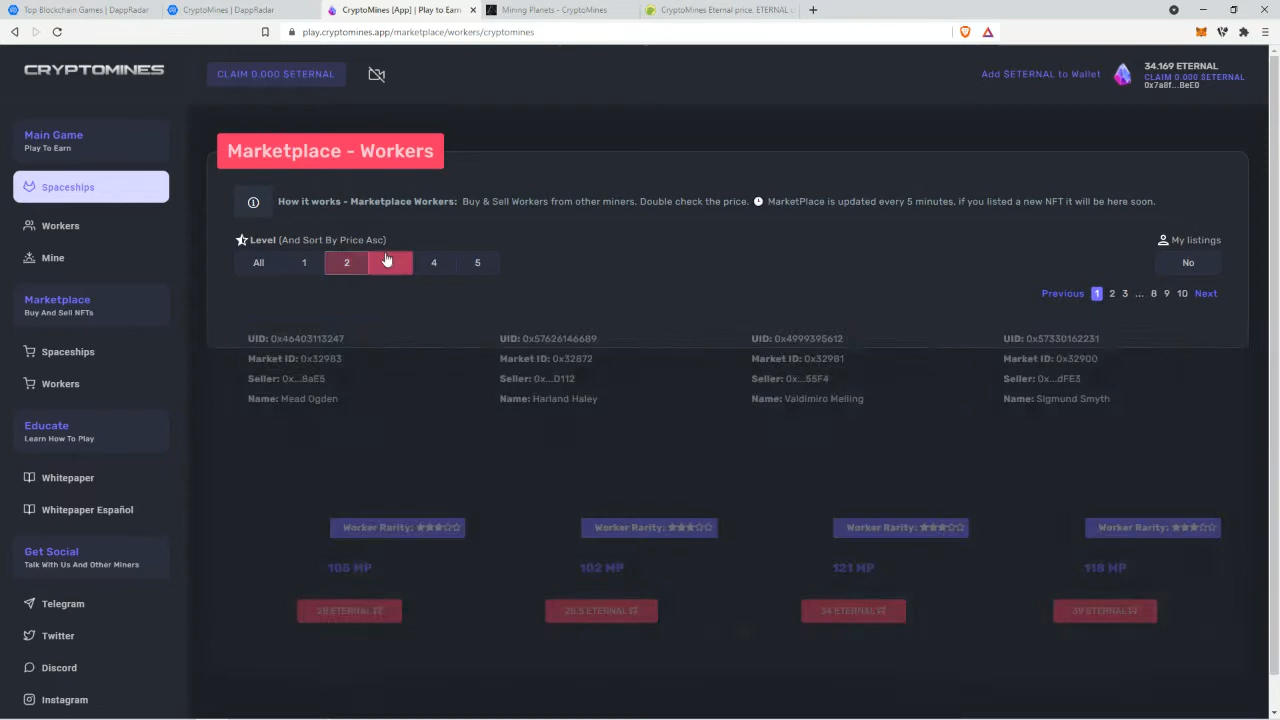 Top Blockchain Games | DappRadar
CryptoMines | DappRadar
CryptoMines [App] | Play to Earn
Mining Planets - CryptoMines
CryptoMines Eternal price, ETERNAL c
play.cryptomines.app/marketplace/workers/cryptomines
CRYPTOMINES
CLAIM 0.000 $ETERNAL
Add $ETERNAL to Wallet
34.169 ETERNAL
CLAIM 0.000 $ETERNAL
0x7a8f...BeE0
Main Game
Play To Earn
Spaceships
Workers
Mine
Marketplace
Buy And Sell NFTs
Spaceships
Workers
Educate
Learn How To Play
Whitepaper
Whitepaper Español
Get Social
Talk With Us And Other Miners
Telegram
Twitter
Discord
Instagram
Marketplace - Workers
How it works - Marketplace Workers: Buy & Sell Workers from other miners. Double check the price. MarketPlace is updated every 5 minutes, if you listed a new NFT it will be here soon.
Level (And Sort By Price Asc)
My listings
All 1 2 4 5
No
Previous 1 2 3 ... 8 9 10 Next
UID: 0x46403113247
Market ID: 0x32983
Seller: 0x...8aE5
Name: Mead Ogden
Worker Rarity:
UID: 0x57626146689
Market ID: 0x32872
Seller: 0x...D112
Name: Harland Haley
Worker Rarity:
102 MP
25.5 ETERNAL
UID: 0x4999395612
Market ID: 0x32981
Seller: 0x...55F4
Name: Valdimiro Melling
Worker Rarity:
121 MP
34 ETERNAL
UID: 0x57330162231
Market ID: 0x32900
Seller: 0x...dFE3
Name: Sigmund Smyth
Worker Rarity:
118 MP
39 ETERNAL